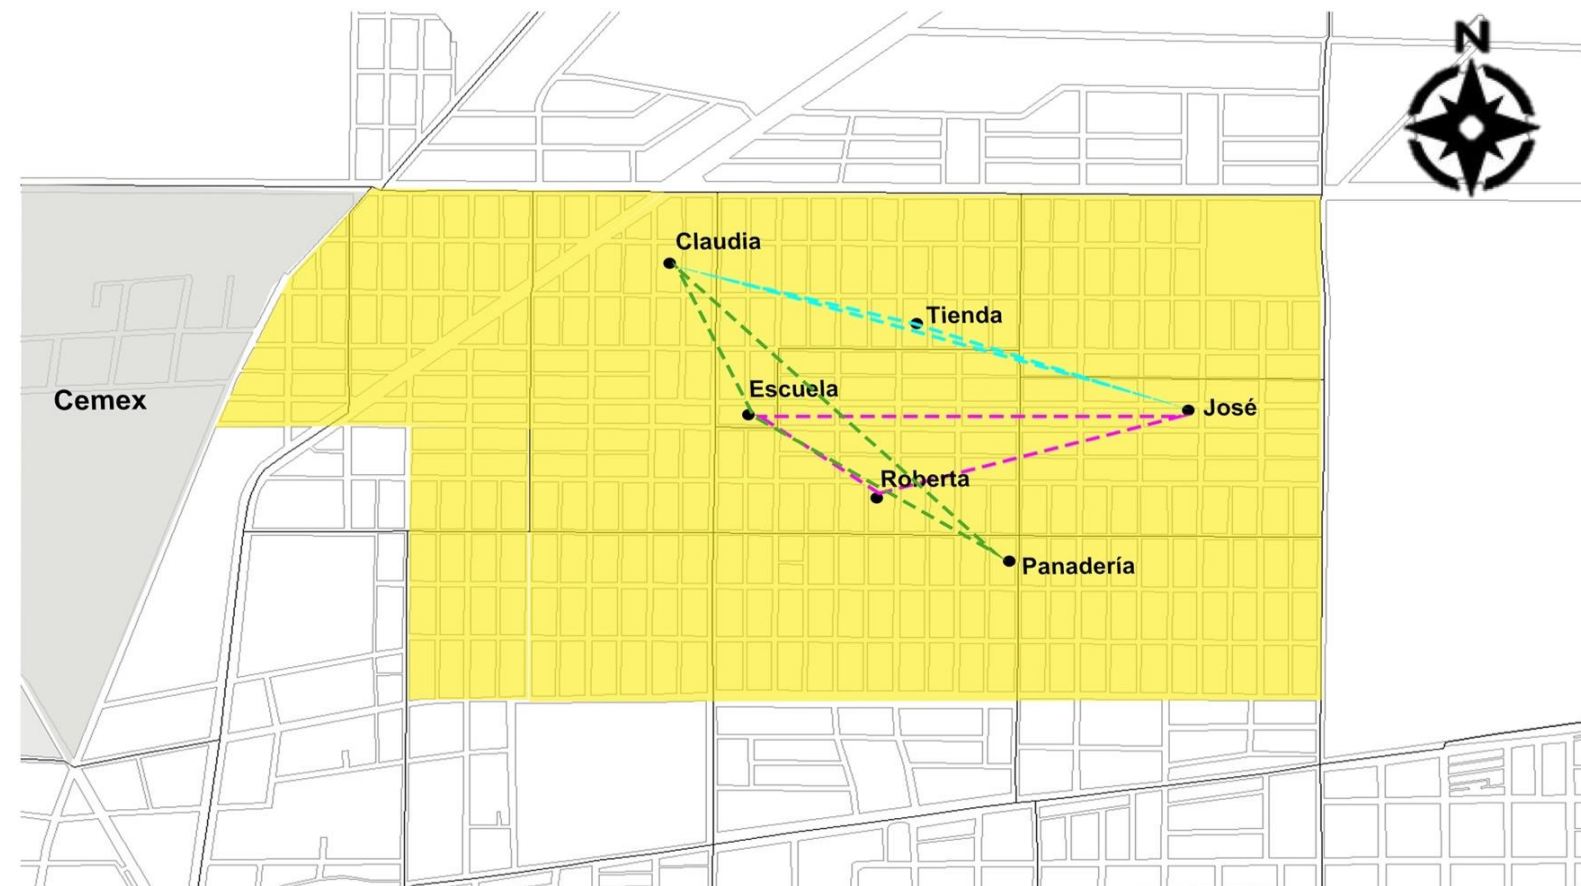 N
Claudia
Tienda
Escuela
Cemex
José
Roberta
Panadería